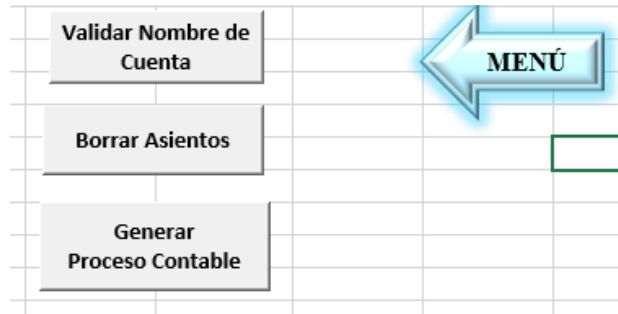 Validar Nombre de
Cuenta
MENÚ
Borrar Asientos
Generar
Proceso Contable